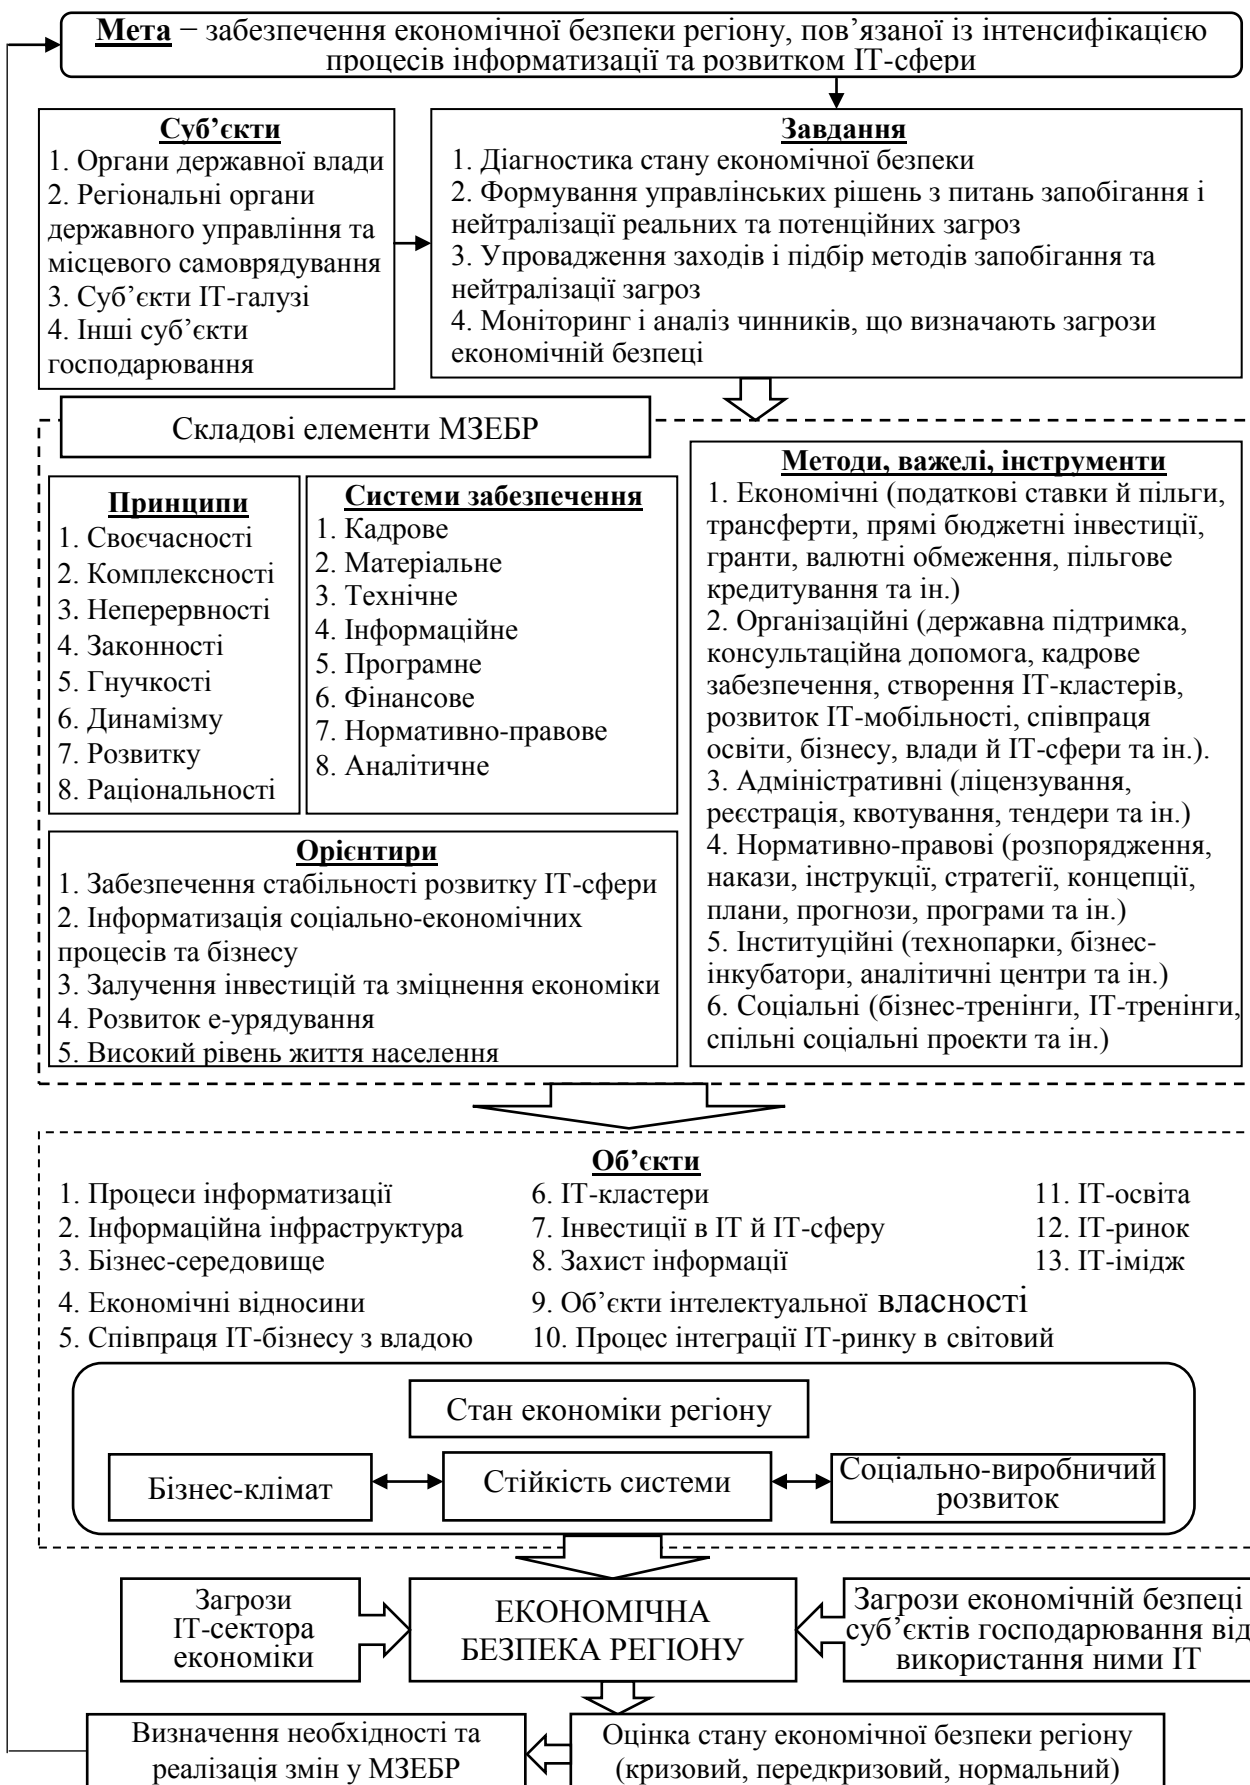 Мета – забезпечення економічної безпеки регіону, пов’язаної із інтенсифікацією
процесів інформатизації та розвитком ІТ-сфери
Суб’єкти
1. Органи державної влади
2. Регіональні органи
державного управління та
місцевого самоврядування
3. Суб’єкти ІТ-галузі
4. Інші суб’єкти
господарювання
Завдання
1. Діагностика стану економічної безпеки
2. Формування управлінських рішень з питань запобігання і
нейтралізації реальних та потенційних загроз
3. Упровадження заходів і підбір методів запобігання та
нейтралізації загроз
4. Моніторинг і аналіз чинників, що визначають загрози
економічній безпеці
Складові елементи МЗЕБР
Принципи
1. Своєчасності
2. Комплексності
3. Неперервності
4. Законності
5. Гнучкості
6. Динамізму
7. Розвитку
8. Раціональності
Системи забезпечення
1. Кадрове
2. Матеріальне
3. Технічне
4. Інформаційне
5. Програмне
6. Фінансове
7. Нормативно-правове
8. Аналітичне
Орієнтири
1. Забезпечення стабільності розвитку ІТ-сфери
2. Інформатизація соціально-економічних
процесів та бізнесу
3. Залучення інвестицій та зміцнення економіки
4. Розвиток е-урядування
5. Високий рівень життя населення
Методи, важелі, інструменти
1. Економічні (податкові ставки й пільги,
трансферти, прямі бюджетні інвестиції,
гранти, валютні обмеження, пільгове
кредитування та ін.)
2. Організаційні (державна підтримка,
консультаційна допомога, кадрове
забезпечення, створення ІТ-кластерів,
розвиток ІТ-мобільності, співпраця
освіти, бізнесу, влади й ІТ-сфери та ін.).
3. Адміністративні (ліцензування,
реєстрація, квотування, тендери та ін.)
4. Нормативно-правові (розпорядження,
накази, інструкції, стратегії, концепції,
плани, прогнози, програми та ін.)
5. Інституційні (технопарки, бізнес-
інкубатори, аналітичні центри та ін.)
6. Соціальні (бізнес-тренінги, ІТ-тренінги,
спільні соціальні проекти та ін.)
Об’єкти
1. Процеси інформатизації
2. Інформаційна інфраструктура
3. Бізнес-середовище
4. Економічні відносини
5. Співпраця ІТ-бізнесу з владою
6. ІТ-кластери
7. Інвестиції в ІТ й ІТ-сферу
8. Захист інформації
9. Об’єкти інтелектуальної власності
10. Процес інтеграції ІТ-ринку в світовий
11. ІТ-освіта
12. ІТ-ринок
13. ІТ-імідж
Стан економіки регіону
Бізнес-клімат
Стійкість системи
Соціально-виробничий
розвиток
Загрози
ІТ-сектора
економіки
ЕКОНОМІЧНА
БЕЗПЕКА РЕГІОНУ
Загрози економічній безпеці
суб’єктів господарювання від
використання ними ІТ
Визначення необхідності та
реалізація змін у МЗЕБР
Оцінка стану економічної безпеки регіону
(кризовий, передкризовий, нормальний)